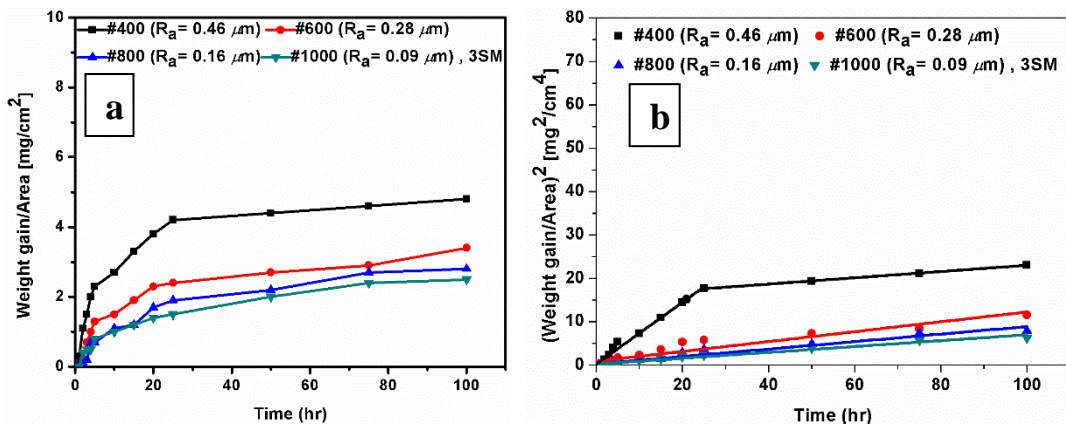 #400 (Ra= 0.46 μm) #600 (Ra= 0.28 μm)
#800 (Ra= 0.16 μm) #1000 (Ra= 0.09 μm) , 3SM
a
Weight gain/Area [mg/cm²]
10
8
6
4
2
0
0 20 40 60 80 100
Time (hr)
#400 (Ra= 0.46 μm) #600 (Ra= 0.28 μm)
#800 (Ra= 0.16 μm) #1000 (Ra= 0.09 μm) , 3SM
b
(Weight gain/Area)² [mg²/cm⁴]
80
70
60
50
40
30
20
10
0
0 20 40 60 80 100
Time (hr)